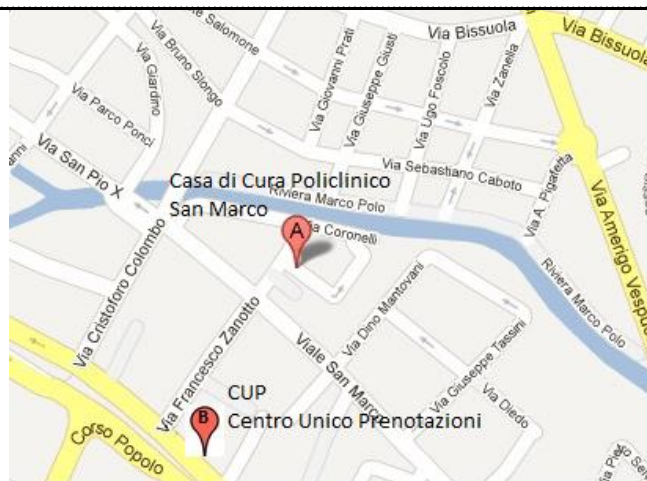 Salomone
Via Bissuola
Via Bissuola
Via Bruno Slongo
Via Giardino
Via Giovanni Prati
Via Giuseppe Giusti
Via Ugo Foscolo
Via Zanella
Via Parco Ponci
Via San Pio X
Via Sebastiano Caboto
Via A. Pigafetta
Casa di Cura Policlinico
San Marco
Riviera Marco Polo
Via Coronelli
A
Via Cristoforo Colombo
Via Amerigo Vespuc
Riviera Marco Polo
Via Dino Mantovani
Via Francesco Zanotto
Viale San Marco
Via Giuseppe Tassini
Via Diedo
CUP
Centro Unico Prenotazioni
B
Corso Popolo